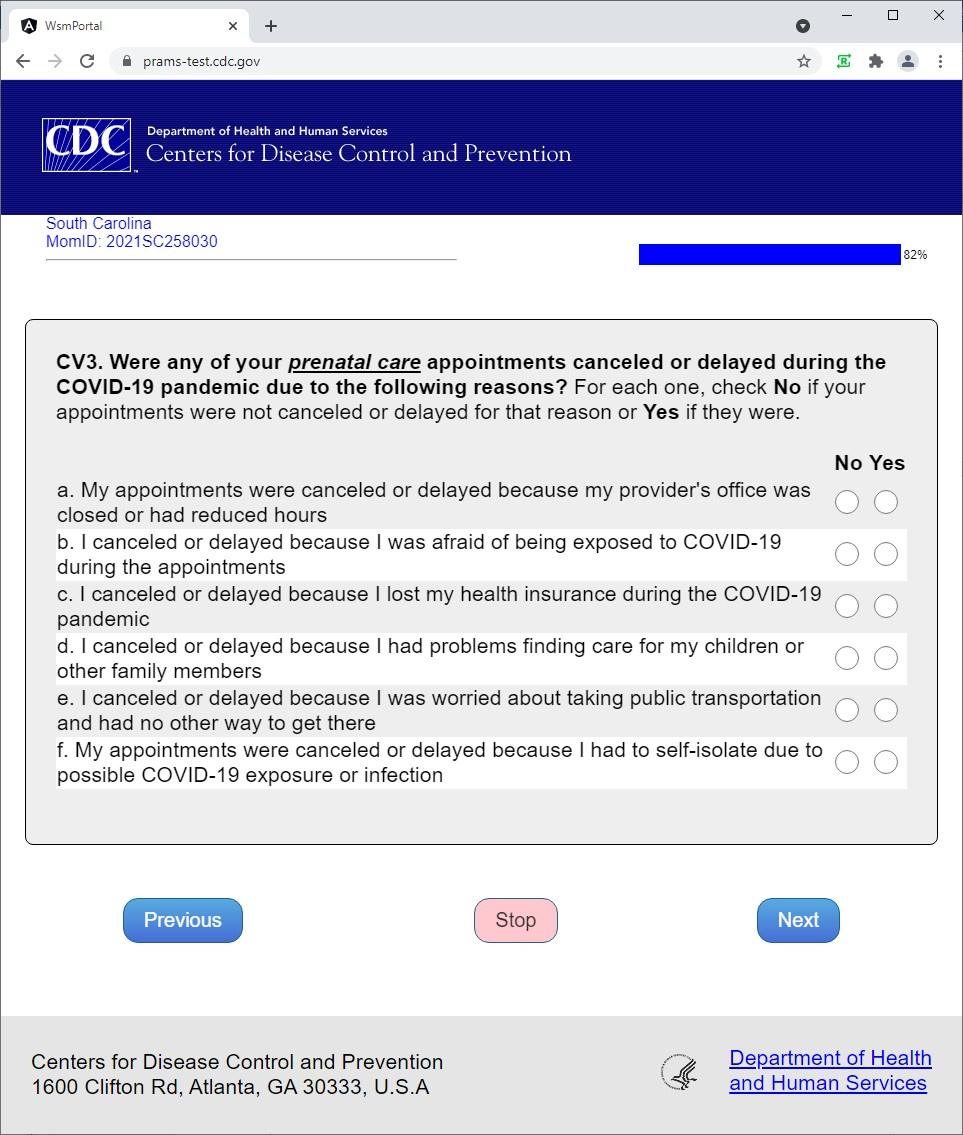 WsmPortal
prams-test.cdc.gov
CDC
Department of Health and Human Services
Centers for Disease Control and Prevention
South Carolina
MomID: 2021SC258030
82%
CV3. Were any of your prenatal care appointments canceled or delayed during the
COVID-19 pandemic due to the following reasons? For each one, check No if your
appointments were not canceled or delayed for that reason or Yes if they were.
No Yes
a. My appointments were canceled or delayed because my provider's office was
closed or had reduced hours
b. I canceled or delayed because I was afraid of being exposed to COVID-19
during the appointments
c. I canceled or delayed because I lost my health insurance during the COVID-19
pandemic
d. I canceled or delayed because I had problems finding care for my children or
other family members
e. I canceled or delayed because I was worried about taking public transportation
and had no other way to get there
f. My appointments were canceled or delayed because I had to self-isolate due to
possible COVID-19 exposure or infection
Previous
Stop
Next
Centers for Disease Control and Prevention
1600 Clifton Rd, Atlanta, GA 30333, U.S.A
Department of Health
and Human Services